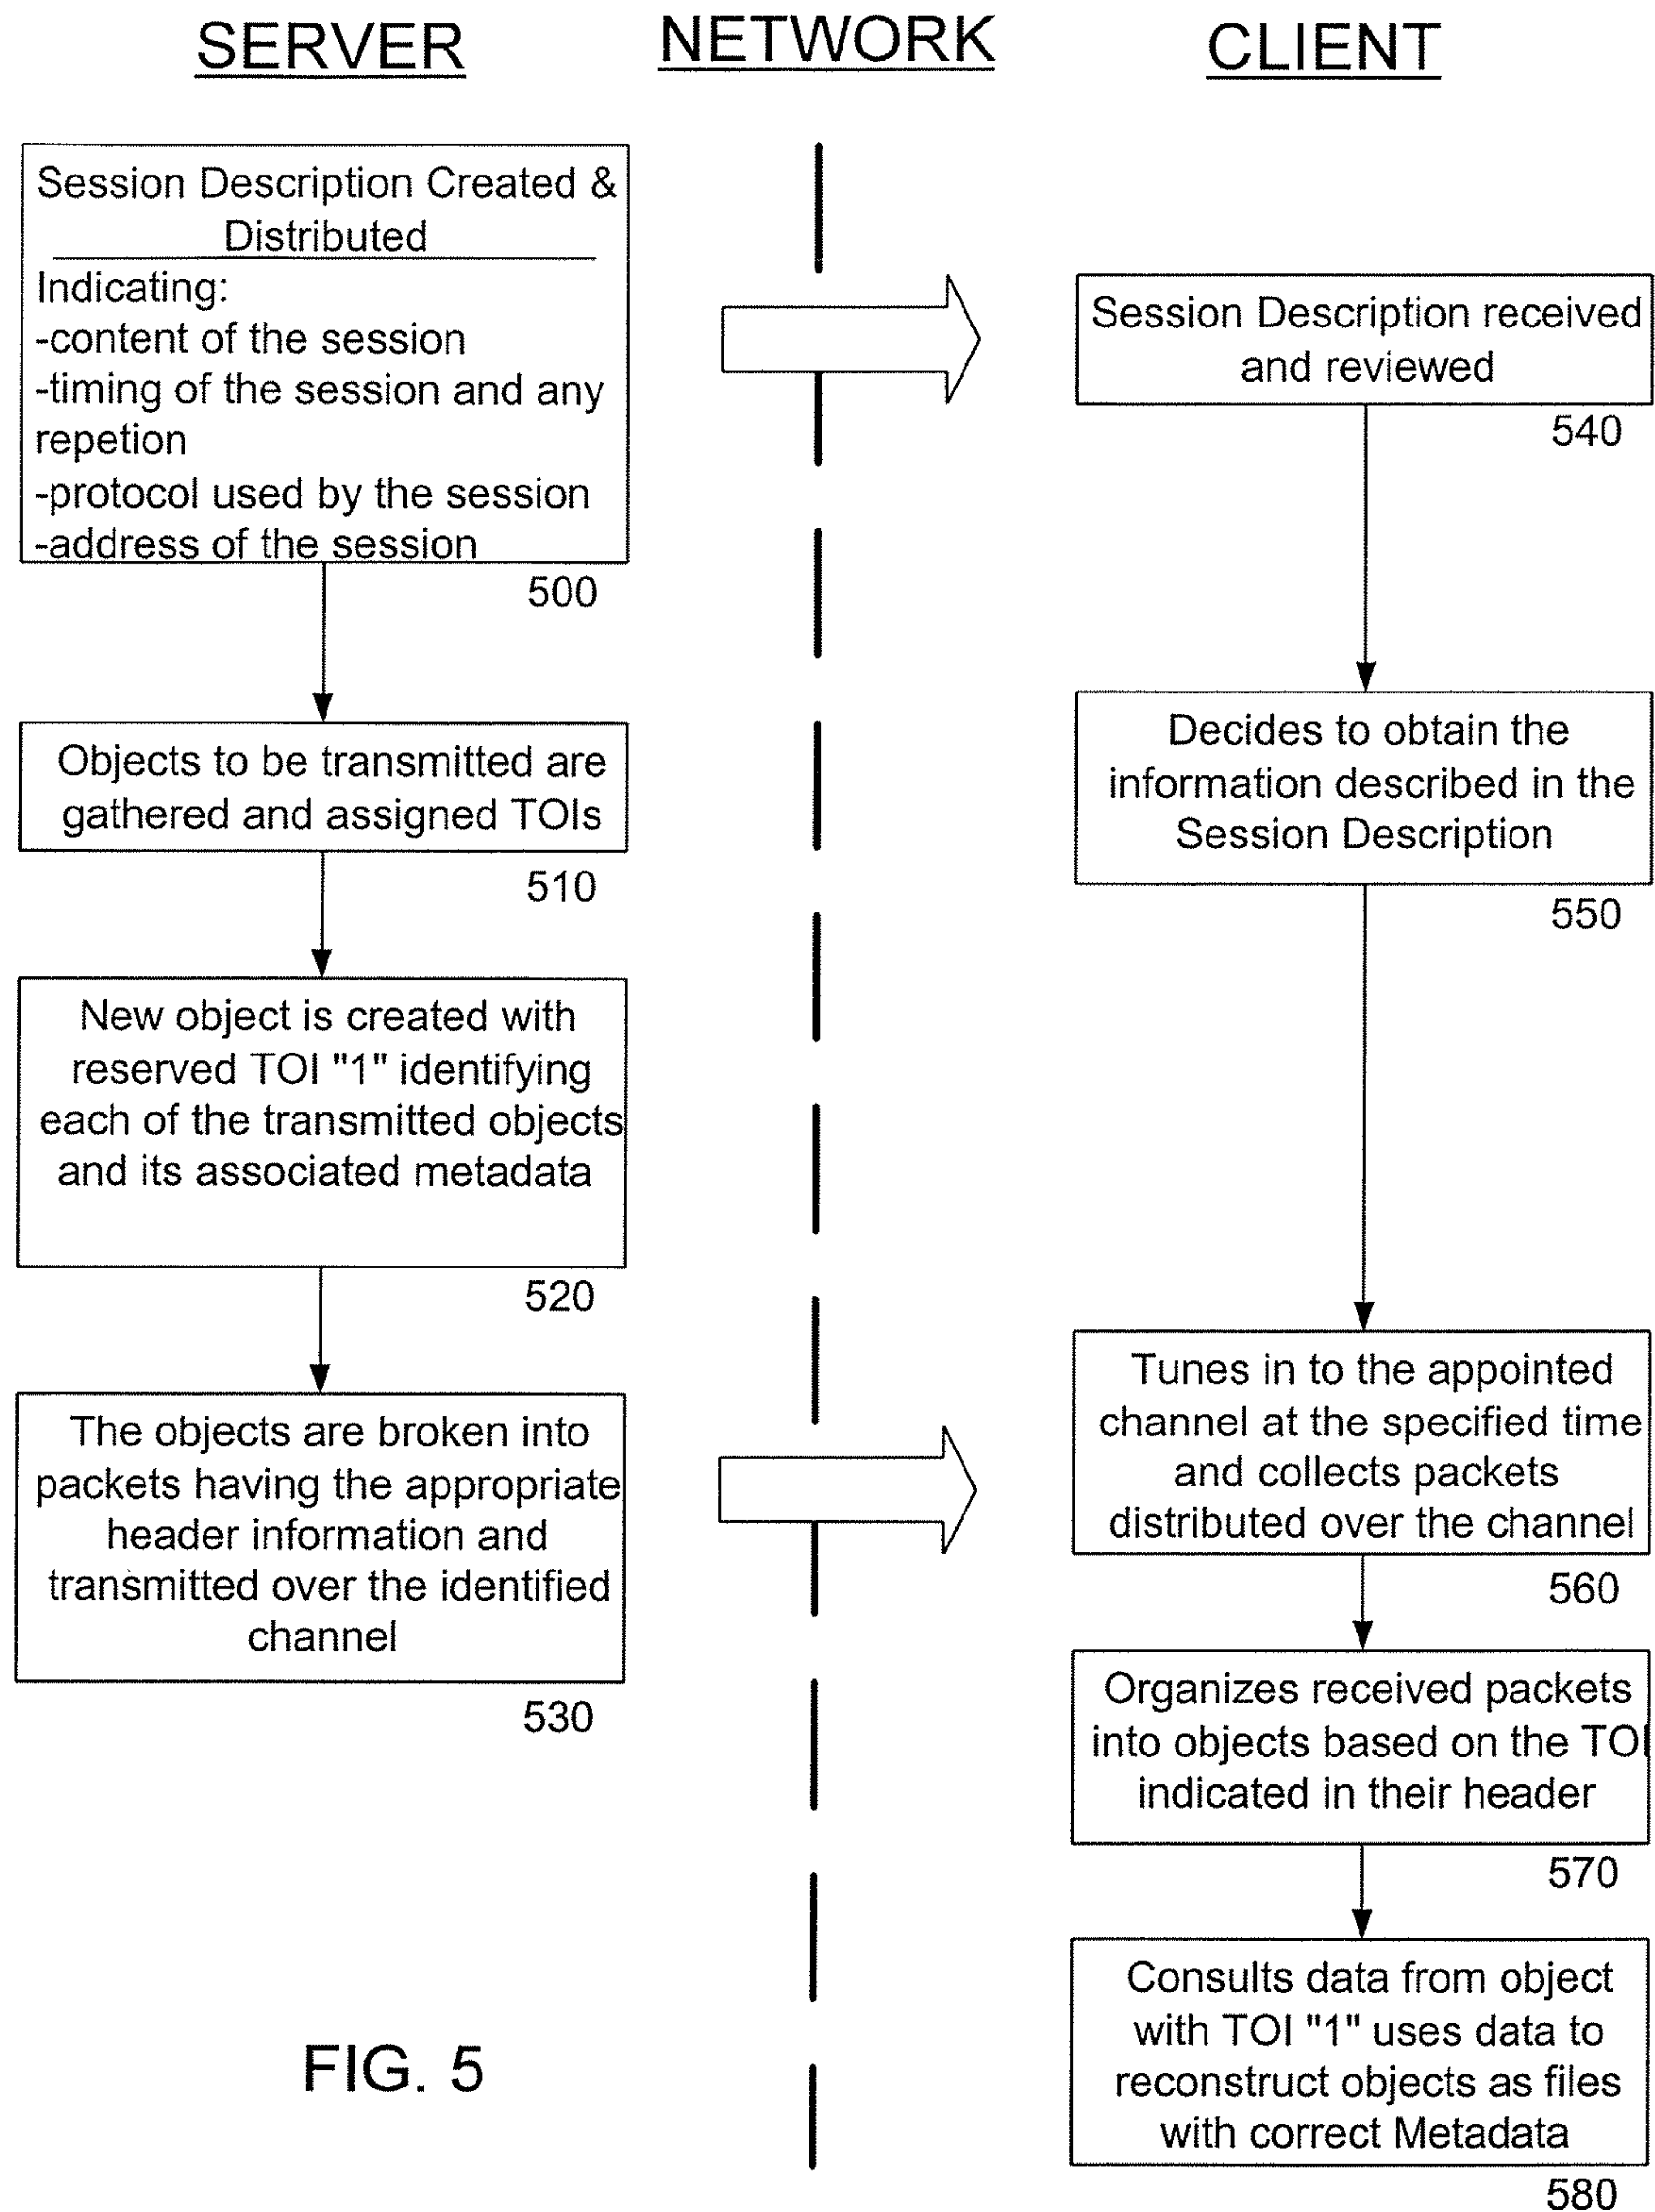 SERVER
NETWORK
CLIENT
Session Description Created &
Distributed
Indicating:
-content of the session
-timing of the session and any
repetion
-protocol used by the session
-address of the session
500
Objects to be transmitted are
gathered and assigned TOIs
510
New object is created with
reserved TOI "1" identifying
each of the transmitted objects
and its associated metadata
520
The objects are broken into
packets having the appropriate
header information and
transmitted over the identified
channel
530
Session Description received
and reviewed
540
Decides to obtain the
information described in the
Session Description
550
Tunes in to the appointed
channel at the specified time
and collects packets
distributed over the channel
560
Organizes received packets
into objects based on the TOI
indicated in their header
570
Consults data from object
with TOI "1" uses data to
reconstruct objects as files
with correct Metadata
580
FIG. 5